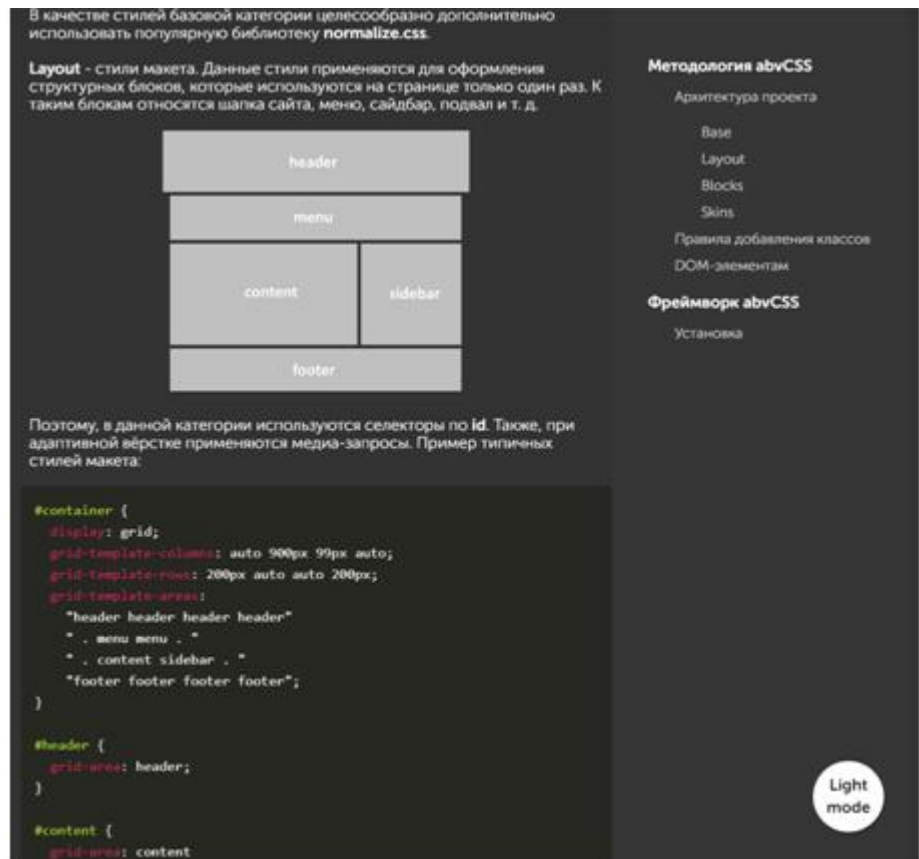 В качестве стилей базовой категории целесообразно дополнительно
использовать популярную библиотеку normalize.css.
Layout - стили макета. Данные стили применяются для оформления
структурных блоков, которые используются на странице только один раз. К
таким блокам относятся шапка сайта, меню, сайдбар, подвал и т. д.
header
menu
content sidebar
footer
Поэтому, в данной категории используются селекторы по id. Также, при
адаптивной вёрстке применяются медиа-запросы. Пример типичных
стилей макета:
#container {
display: grid;
grid-template-columns: auto 900px 99px auto;
grid-template-rows: 200px auto auto 200px;
grid-template-areas:
"header header header header"
" . menu menu . "
" . content sidebar . "
"footer footer footer footer";
}
#header {
grid-area: header;
}
#content {
grid-area: content
Методология abvCSS
Архитектура проекта
Base
Layout
Blocks
Skins
Правила добавления классов
DOM-элементам
Фреймворк abvCSS
Установка
Light
mode